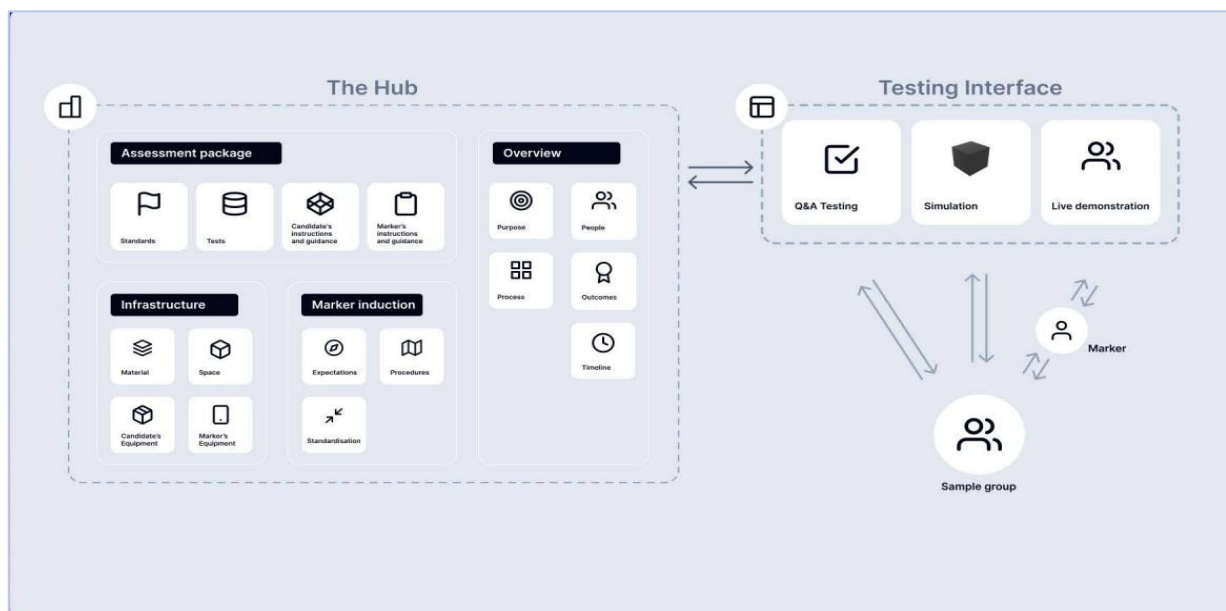 The Hub
Assessment package
Standards
Tests
Candidate's
instructions
and guidance
Marker's
instructions
and guidance
Infrastructure
Material
Space
Candidate's
Equipment
Marker's
Equipment
Marker induction
Expectations
Procedures
Standardisation
Overview
Purpose
People
Process
Outcomes
Timeline
Testing Interface
Q&A Testing
Simulation
Live demonstration
Marker
Sample group